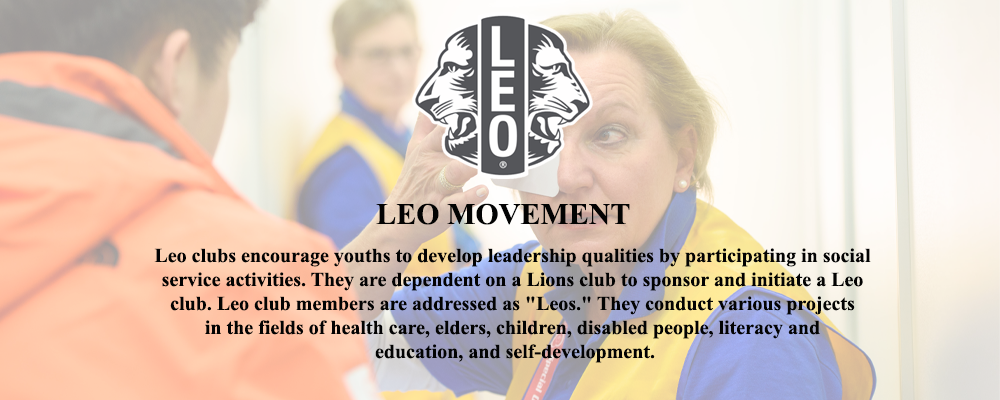 LEO
®
LEO MOVEMENT
Leo clubs encourage youths to develop leadership qualities by participating in social
service activities. They are dependent on a Lions club to sponsor and initiate a Leo
club. Leo club members are addressed as "Leos." They conduct various projects
in the fields of health care, elders, children, disabled people, literacy and
education, and self-development.